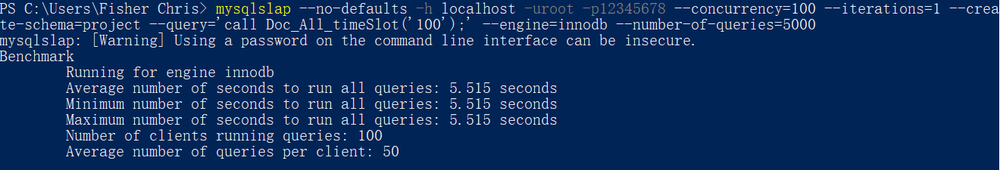 PS C:\Users\Fisher Chris> mysqlslap --no-defaults -h localhost -uroot -p12345678 --concurrency=100 --iterations=1 --crea
te-schema=project --query='call Doc_All_timeSlot('100');' --engine=innodb --number-of-queries=5000
mysqlslap: [Warning] Using a password on the command line interface can be insecure.
Benchmark
Running for engine innodb
Average number of seconds to run all queries: 5.515 seconds
Minimum number of seconds to run all queries: 5.515 seconds
Maximum number of seconds to run all queries: 5.515 seconds
Number of clients running queries: 100
Average number of queries per client: 50